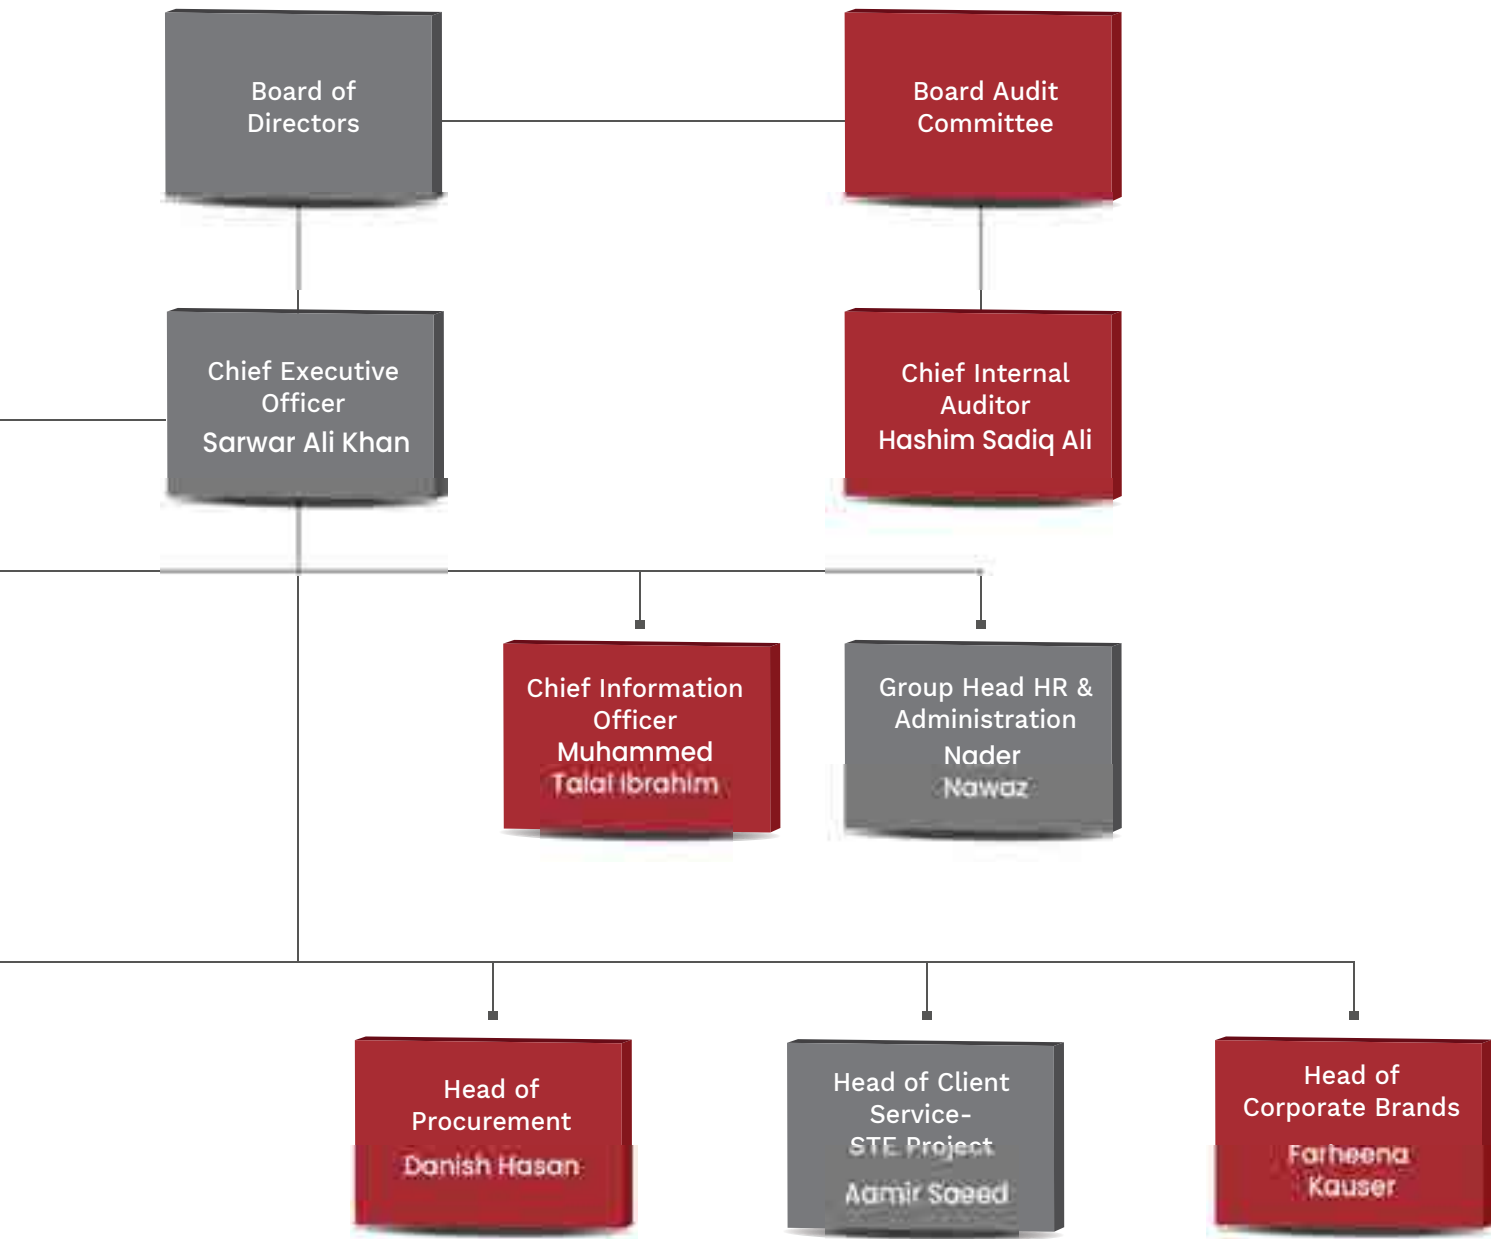 Board of
Directors
Board Audit
Committee
Chief Executive
Officer
Sarwar Ali Khan
Chief Internal
Auditor
Hashim Sadiq Ali
Chief Information
Officer
Muhammed
Talal Ibrahim
Group Head HR &
Administration
Nader
Nawaz
Head of
Procurement
Danish Hasan
Head of Client
Service-
STE Project
Aamir Saeed
Head of
Corporate Brands
Farheena
Kauser